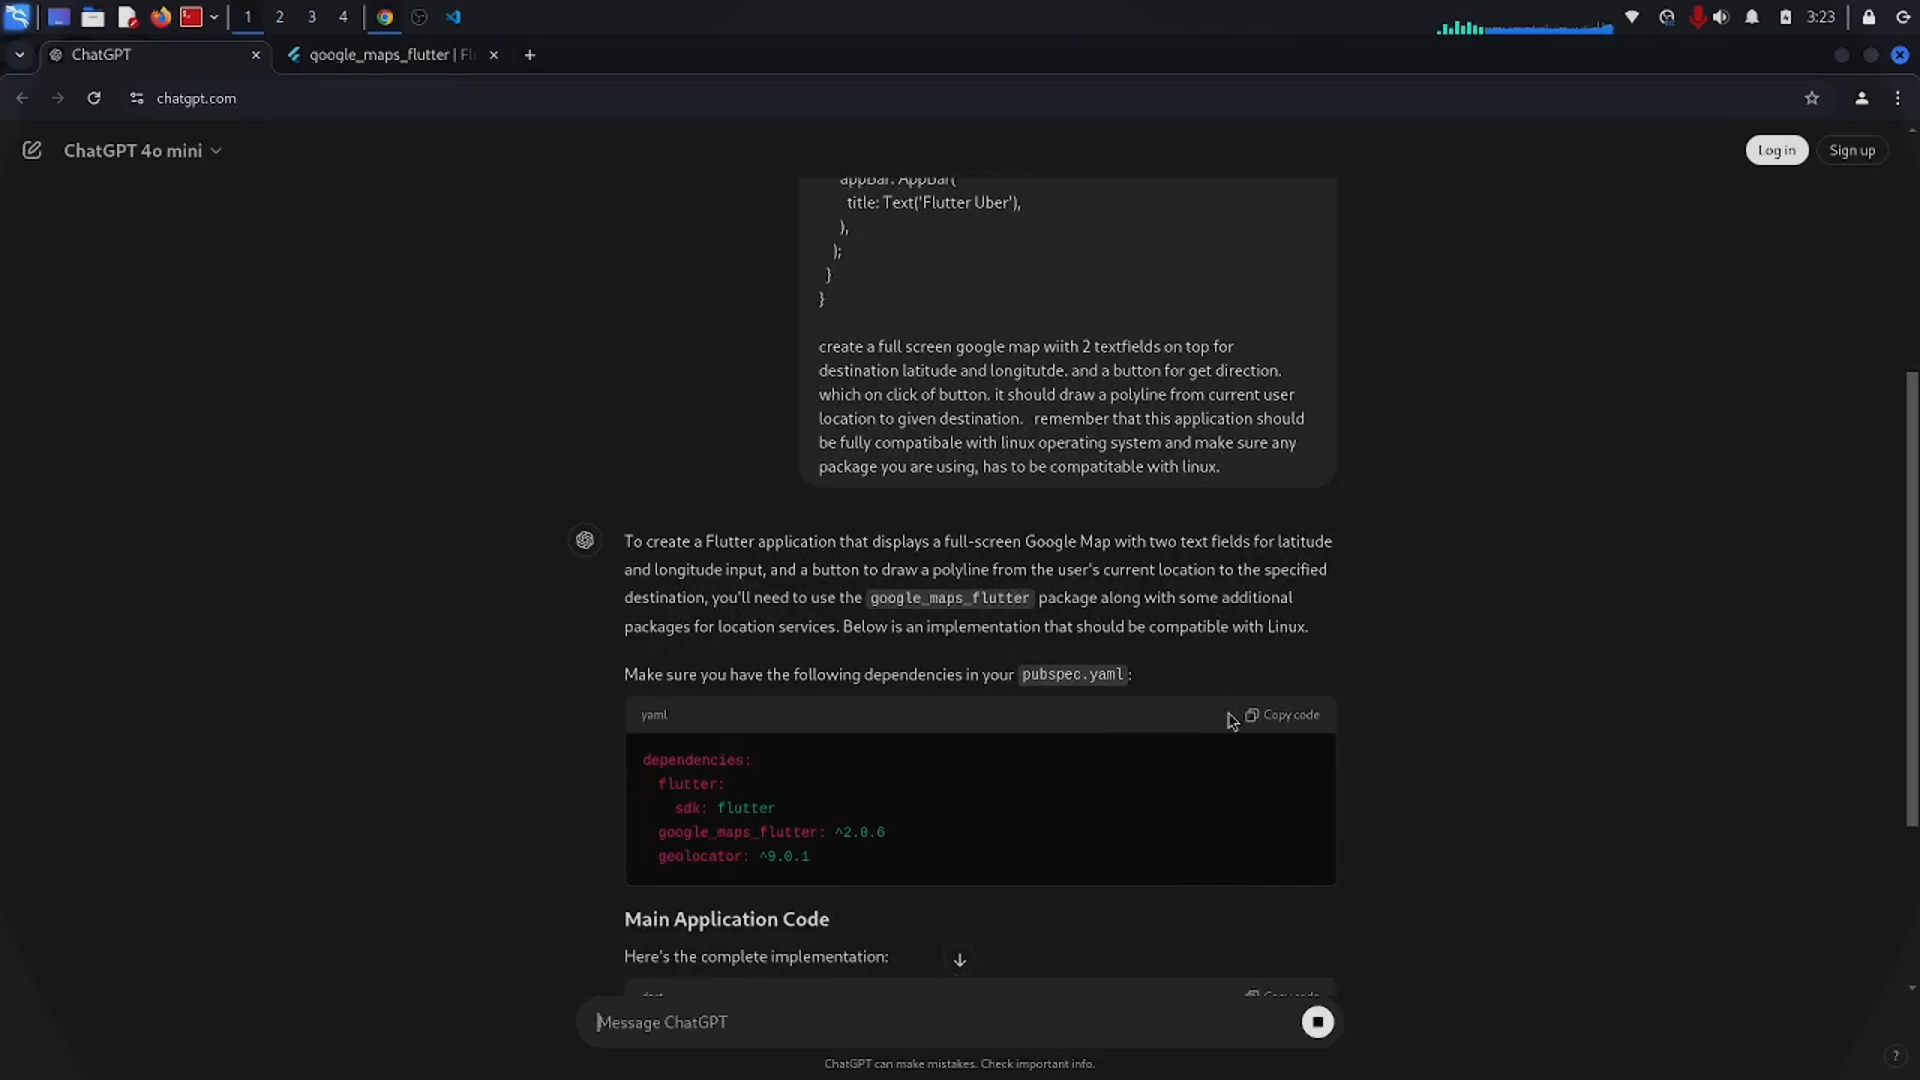 1 2 3 4 3:23
ChatGPT google_maps_flutter | Fl
chatgpt.com
ChatGPT 4o mini Log in Sign up
appBar: AppBar(
title: Text('Flutter Uber'),
),
);
}
}
create a full screen google map wiith 2 textfields on top for
destination latitude and longitutde. and a button for get direction.
which on click of button. it should draw a polyline from current user
location to given destination. remember that this application should
be fully compatibale with linux operating system and make sure any
package you are using, has to be compatitable with linux.
To create a Flutter application that displays a full-screen Google Map with two text fields for latitude
and longitude input, and a button to draw a polyline from the user's current location to the specified
destination, you'll need to use the google_maps_flutter package along with some additional
packages for location services. Below is an implementation that should be compatible with Linux.
Make sure you have the following dependencies in your pubspec.yaml:
yaml Copy code
dependencies:
flutter:
sdk: flutter
google_maps_flutter: ^2.0.6
geolocator: ^9.0.1
Main Application Code
Here's the complete implementation:
dart Copy code
Message ChatGPT
ChatGPT can make mistakes. Check important info.
?